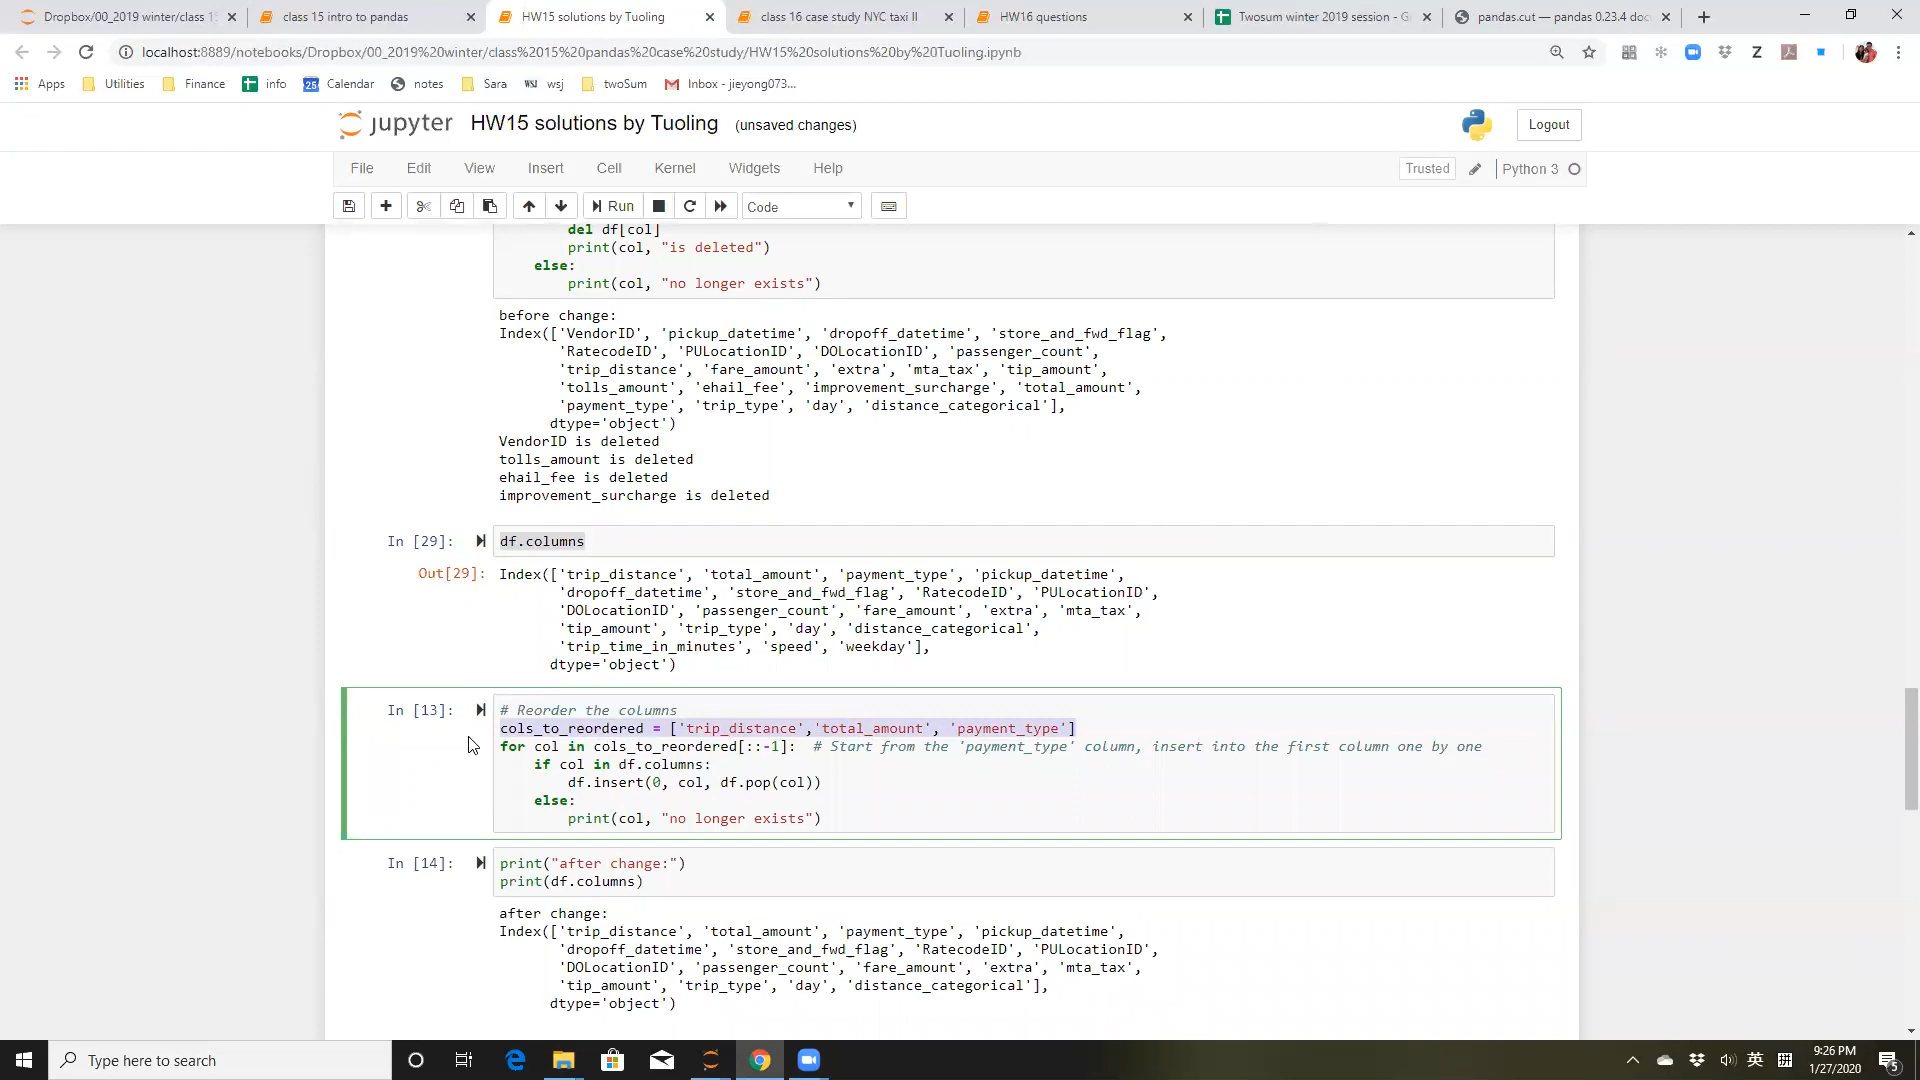 Dropbox/00_2019 winter/class 15
class 15 intro to pandas
HW15 solutions by Tuoling
class 16 case study NYC taxi II
HW16 questions
Twosum winter 2019 session - G
pandas.cut — pandas 0.23.4 doc
localhost:8889/notebooks/Dropbox/00_2019%20winter/class%2015%20pandas%20case%20study/HW15%20solutions%20by%20Tuoling.ipynb
Apps Utilities Finance info Calendar notes Sara wsj twoSum Inbox - jieyong073...
jupyter HW15 solutions by Tuoling (unsaved changes) Logout
File Edit View Insert Cell Kernel Widgets Help Trusted Python 3
Run Code
del df[col]
print(col, "is deleted")
else:
print(col, "no longer exists")
before change:
Index(['VendorID', 'pickup_datetime', 'dropoff_datetime', 'store_and_fwd_flag',
'RatecodeID', 'PULocationID', 'DOLocationID', 'passenger_count',
'trip_distance', 'fare_amount', 'extra', 'mta_tax', 'tip_amount',
'tolls_amount', 'ehail_fee', 'improvement_surcharge', 'total_amount',
'payment_type', 'trip_type', 'day', 'distance_categorical'],
dtype='object')
VendorID is deleted
tolls_amount is deleted
ehail_fee is deleted
improvement_surcharge is deleted
In [29]: df.columns
Out[29]: Index(['trip_distance', 'total_amount', 'payment_type', 'pickup_datetime',
'dropoff_datetime', 'store_and_fwd_flag', 'RatecodeID', 'PULocationID',
'DOLocationID', 'passenger_count', 'fare_amount', 'extra', 'mta_tax',
'tip_amount', 'trip_type', 'day', 'distance_categorical',
'trip_time_in_minutes', 'speed', 'weekday'],
dtype='object')
In [13]: # Reorder the columns
cols_to_reordered = ['trip_distance','total_amount', 'payment_type']
for col in cols_to_reordered[::-1]: # Start from the 'payment_type' column, insert into the first column one by one
if col in df.columns:
df.insert(0, col, df.pop(col))
else:
print(col, "no longer exists")
In [14]: print("after change:")
print(df.columns)
after change:
Index(['trip_distance', 'total_amount', 'payment_type', 'pickup_datetime',
'dropoff_datetime', 'store_and_fwd_flag', 'RatecodeID', 'PULocationID',
'DOLocationID', 'passenger_count', 'fare_amount', 'extra', 'mta_tax',
'tip_amount', 'trip_type', 'day', 'distance_categorical'],
dtype='object')
Type here to search
英
9:26 PM
1/27/2020
5